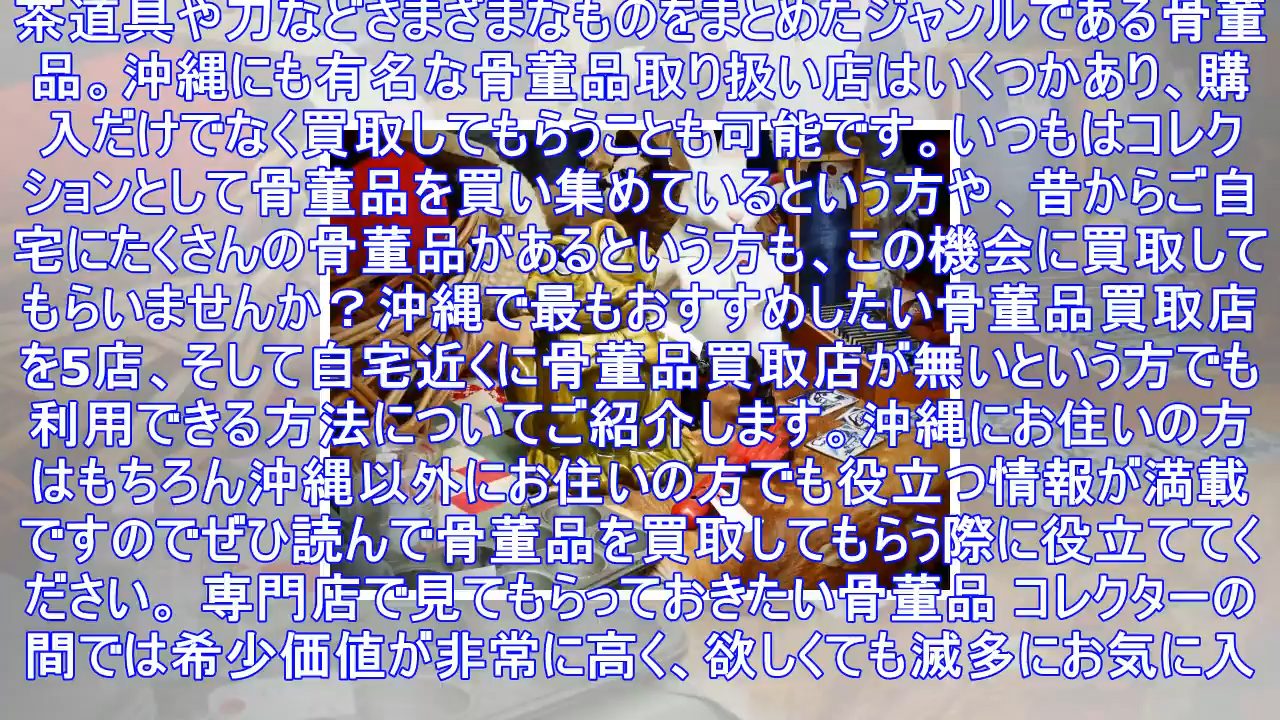 茶道具や刀などさまざまなものをまとめたジャンルである骨董
品。沖縄にも有名な骨董品取り扱い店はいくつかあり、購
入だけでなく買取してもらうことも可能です。いつもはコレク
ションとして骨董品を買い集めているという方や、昔からご自
宅にたくさんの骨董品があるという方も、この機会に買取して
もらいませんか？沖縄で最もおすすめしたい骨董品買取店
を5店、そして自宅近くに骨董品買取店が無いという方でも
利用できる方法についてご紹介します。沖縄にお住いの方
はもちろん沖縄以外にお住いの方でも役立つ情報が満載
ですのでぜひ読んで骨董品を買取してもらう際に役立ててく
ださい。 専門店で見てもらっておきたい骨董品 コレクターの
間では希少価値が非常に高く、欲しくても滅多にお気に入